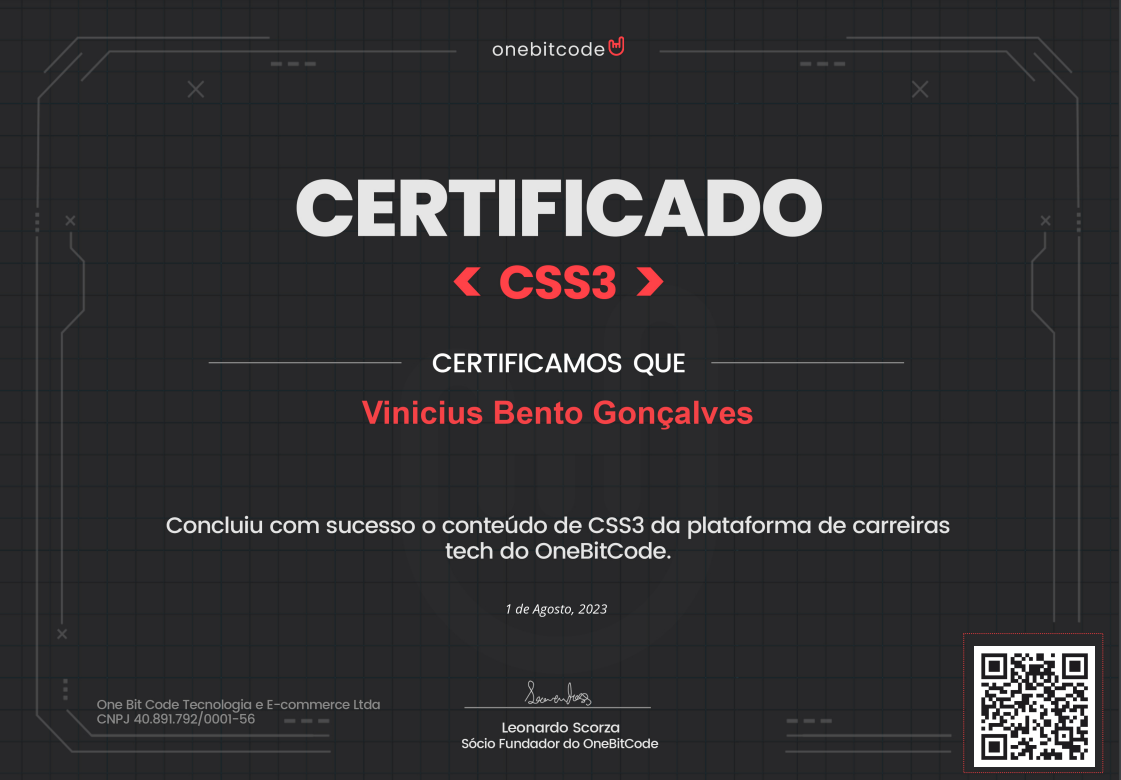 onebitcode
CERTIFICADO
< CSS3 >
CERTIFICAMOS QUE
Vinicius Bento Gonçalves
Concluiu com sucesso o conteúdo de CSS3 da plataforma de carreiras
tech do OneBitCode.
1 de Agosto, 2023
One Bit Code Tecnologia e E-commerce Ltda
CNPJ 40.891.792/0001-56
Leonardo Scorza
Sócio Fundador do OneBitCode